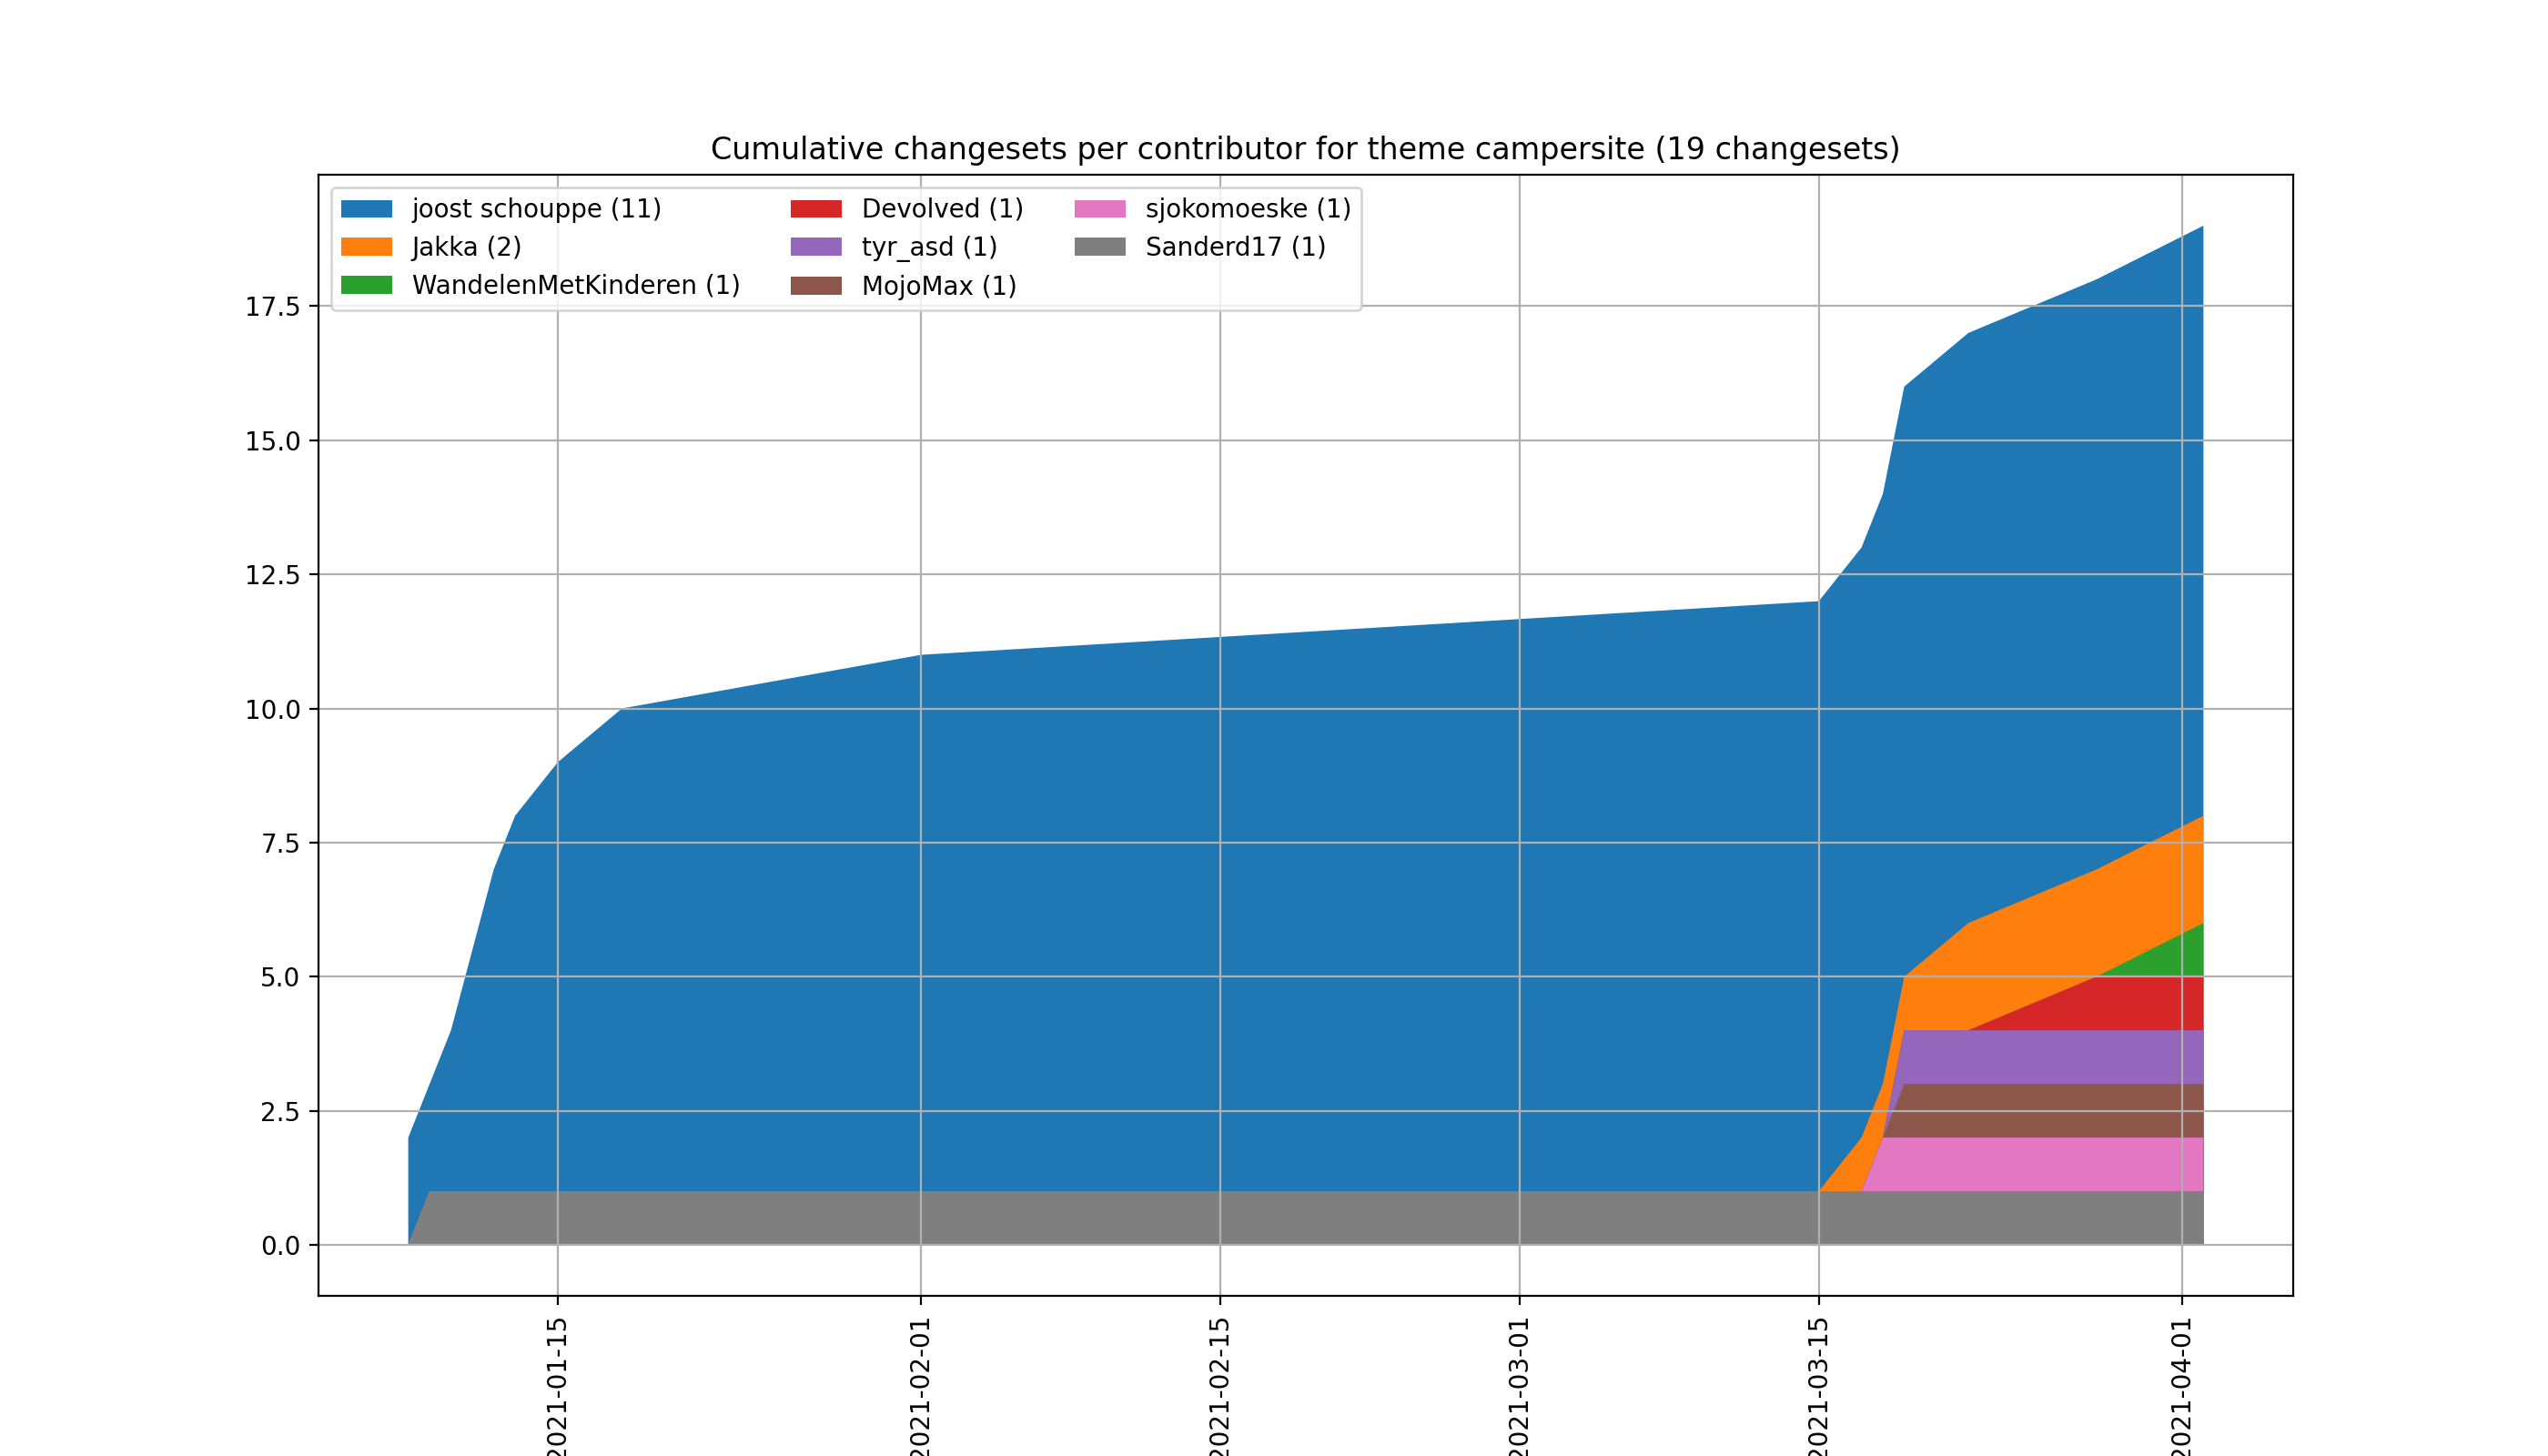 Cumulative changesets per contributor for theme campersite (19 changesets)
joost schouppe (11)
Jakka (2)
WandelenMetKinderen (1)
Devolved (1)
tyr_asd (1)
MojoMax (1)
sjokomoeske (1)
Sanderd17 (1)
17.5
15.0
12.5
10.0
7.5
5.0
2.5
0.0
2021-01-15
2021-02-01
2021-02-15
2021-03-01
2021-03-15
2021-04-01